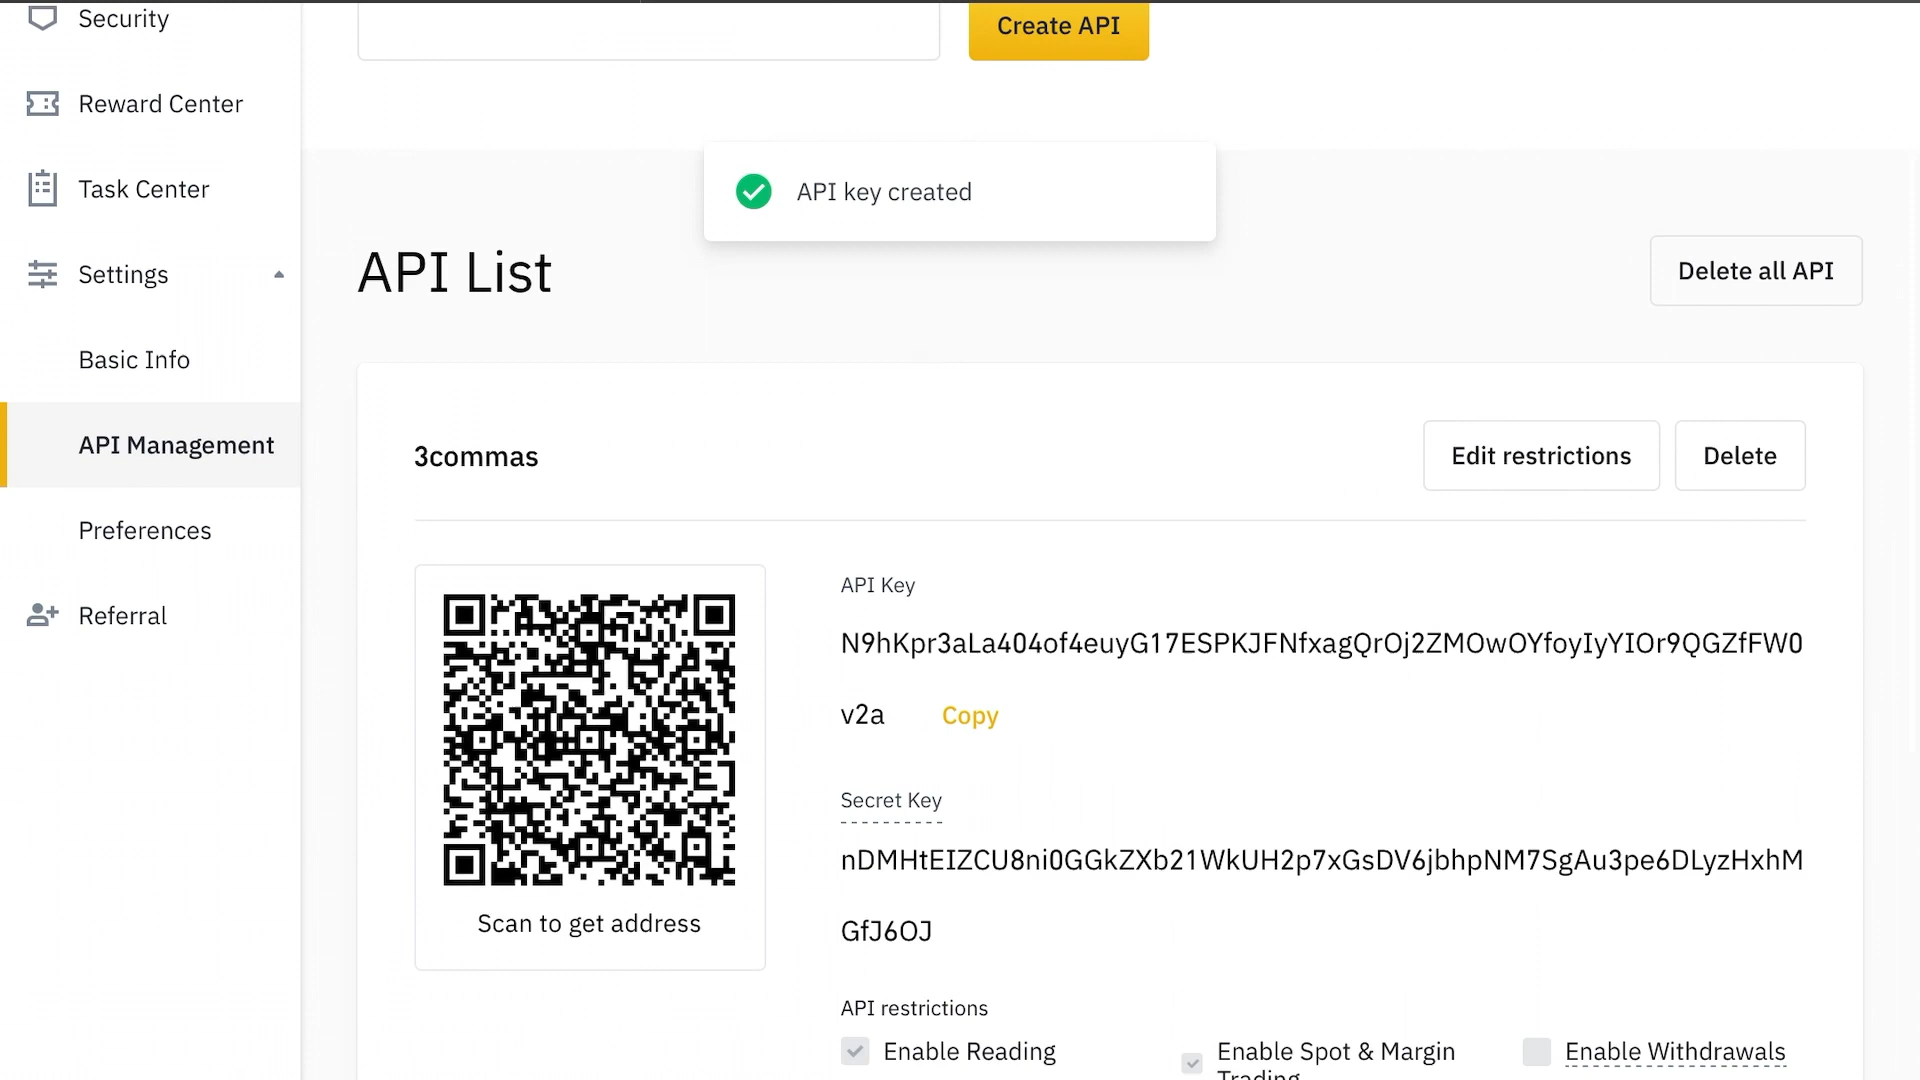 Security
Create API
Reward Center
API key created
Task Center
Settings
API List
Delete all API
Basic Info
API Management
3commas
Edit restrictions
Delete
Preferences
Referral
API Key
N9hKpr3aLa404of4euyG17ESPKJFNfxagQrOj2ZMOwOYfoyIyYIOr9QGZfFW0
v2a
Copy
Secret Key
nDMHtEIZCU8ni0GGkZXb21WkUH2p7xGsDV6jbhpNM7SgAu3pe6DLyzHxhM
GfJ6OJ
Scan to get address
API restrictions
Enable Reading
Enable Spot & Margin
Trading
Enable Withdrawals